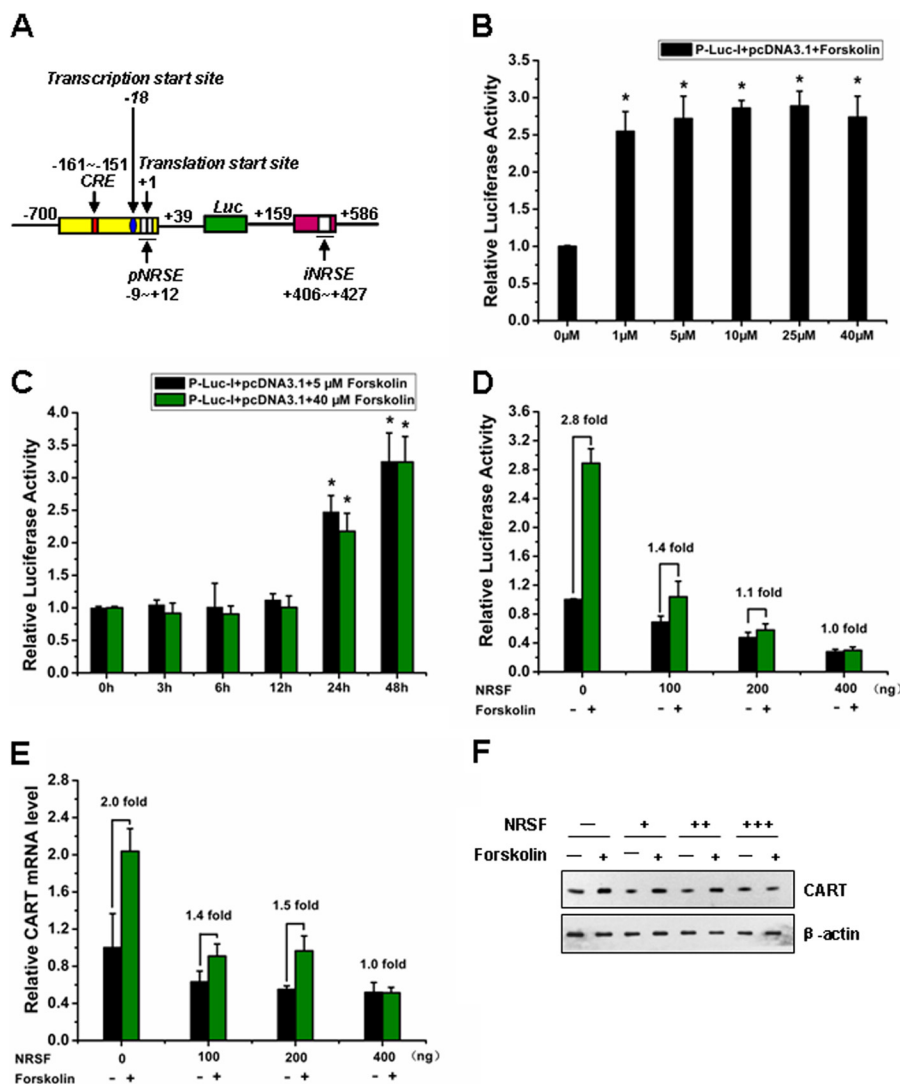 A
Transcription start site
-18
-161~-151
CRE
Translation start site
+1
-700
+39
Luc
+159
+586
pNRSE
-9~+12
iNRSE
+406~+427
B
P-Luc-I+pcDNA3.1+Forskolin
Relative Luciferase Activity
3.5
3.0
2.5
2.0
1.5
1.0
0.5
0.0
* * * * *
0μM 1μM 5μM 10μM 25μM 40μM
C
P-Luc-I+pcDNA3.1+5 μM Forskolin
P-Luc-I+pcDNA3.1+40 μM Forskolin
Relative Luciferase Activity
4.0
3.5
3.0
2.5
2.0
1.5
1.0
0.5
0.0
* * * *
0h 3h 6h 12h 24h 48h
D
Relative Luciferase Activity
3.6
3.2
2.8
2.4
2.0
1.6
1.2
0.8
0.4
0.0
2.8 fold
1.4 fold
1.1 fold
1.0 fold
NRSF 0 100 200 400 (ng)
Forskolin - + - + - + - +
E
Relative CART mRNA level
2.8
2.4
2.0
1.6
1.2
0.8
0.4
0.0
2.0 fold
1.4 fold
1.5 fold
1.0 fold
NRSF 0 100 200 400 (ng)
Forskolin - + - + - + - +
F
NRSF — + ++ +++
Forskolin — + — + — + — +
CART
β-actin